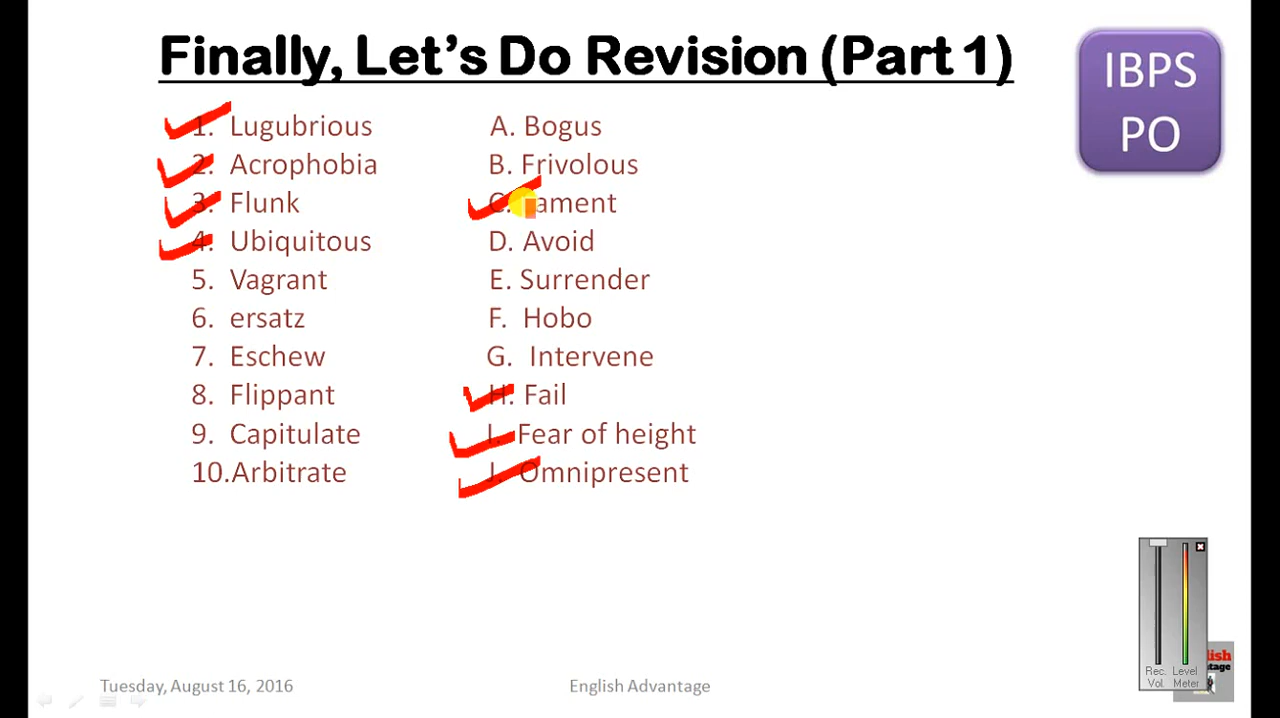 Finally, Let's Do Revision (Part 1)
IBPS
PO
1. Lugubrious A. Bogus
2. Acrophobia B. Frivolous
3. Flunk C. Lament
4. Ubiquitous D. Avoid
5. Vagrant E. Surrender
6. ersatz F. Hobo
7. Eschew G. Intervene
8. Flippant H. Fail
9. Capitulate I. Fear of height
10.Arbitrate J. Omnipresent
Rec. Level
Vol. Meter
Tuesday, August 16, 2016 English Advantage